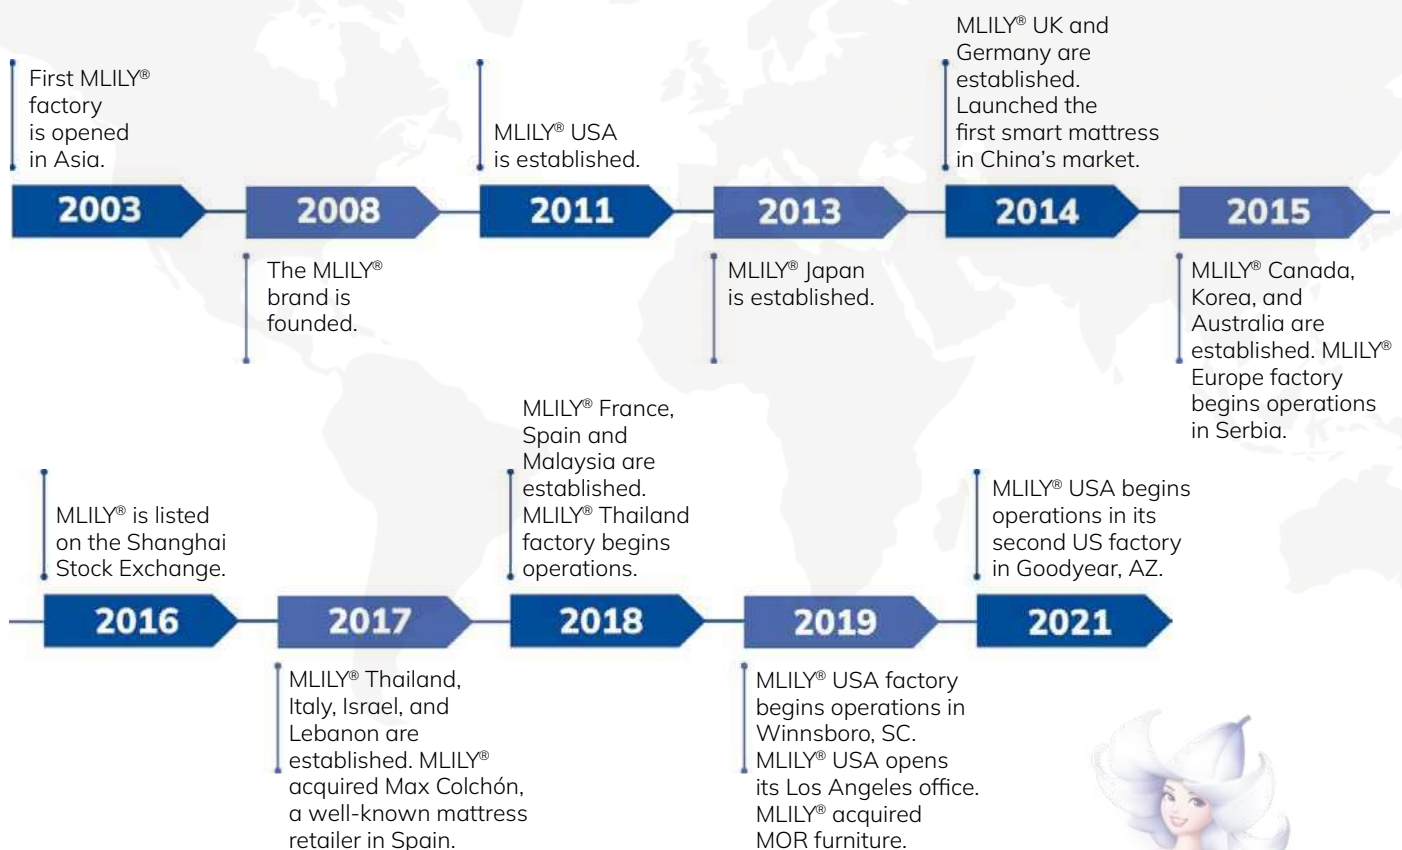 First MLILY®
factory
is opened
in Asia.
2003
2008
The MLILY®
brand is
founded.
MLILY® USA
is established.
2011
2013
MLILY® Japan
is established.
MLILY® UK and
Germany are
established.
Launched the
first smart mattress
in China's market.
2014
2015
MLILY® Canada,
Korea, and
Australia are
established. MLILY®
Europe factory
begins operations
in Serbia.
MLILY® is listed
on the Shanghai
Stock Exchange.
2016
2017
MLILY® Thailand,
Italy, Israel, and
Lebanon are
established. MLILY®
acquired Max Colchón,
a well-known mattress
retailer in Spain.
MLILY® France,
Spain and
Malaysia are
established.
MLILY® Thailand
factory begins
operations.
2018
2019
MLILY® USA factory
begins operations in
Winnsboro, SC.
MLILY® USA opens
its Los Angeles office.
MLILY® acquired
MOR furniture.
MLILY® USA begins
operations in its
second US factory
in Goodyear, AZ.
2021